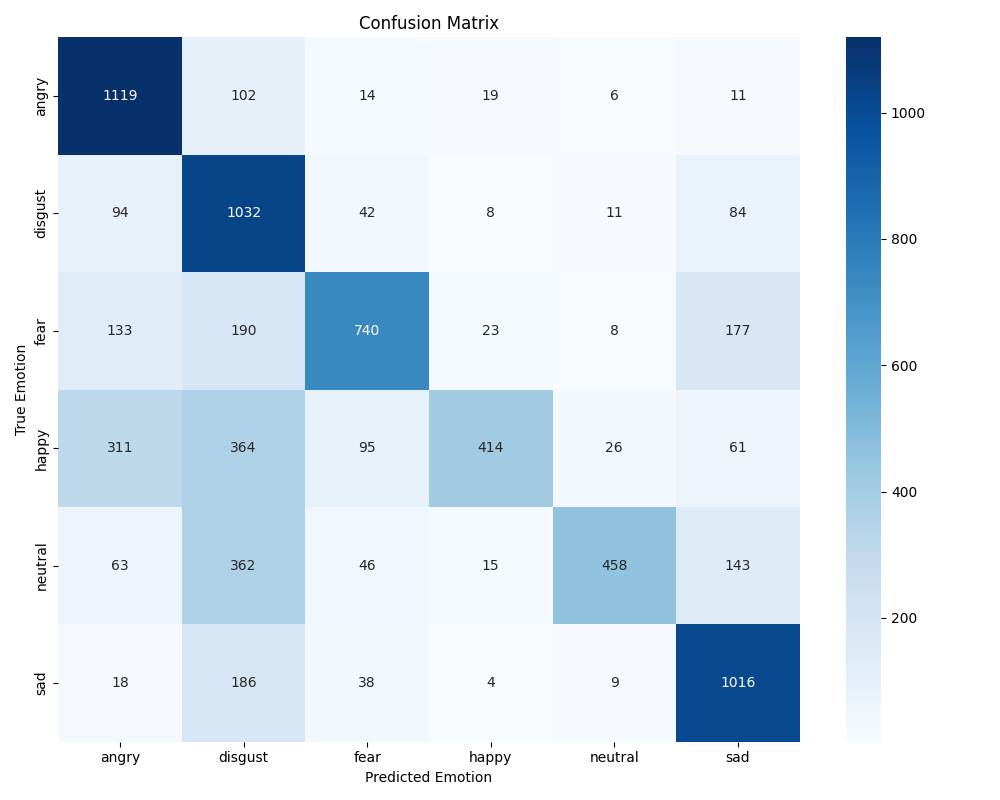 Confusion Matrix
angry 1119 102 14 19 6 11
disgust 94 1032 42 8 11 84
fear 133 190 740 23 8 177
happy 311 364 95 414 26 61
neutral 63 362 46 15 458 143
sad 18 186 38 4 9 1016
angry disgust fear happy neutral sad
Predicted Emotion
True Emotion
1000
800
600
400
200